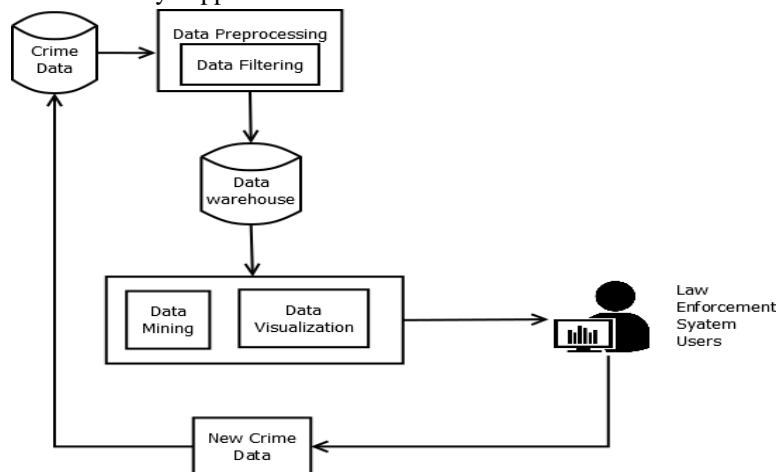 Crime
Data
Data Preprocessing
Data Filtering
Data
warehouse
Data
Mining
Data
Visualization
Law
Enforcement
Syatem
Users
New Crime
Data